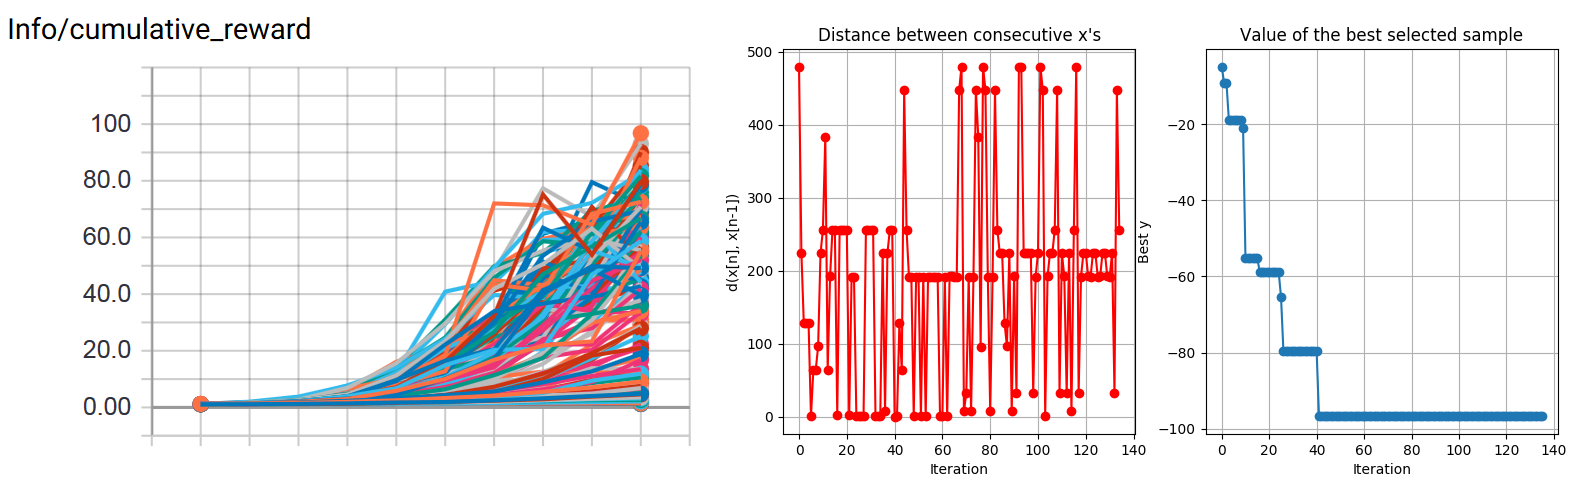 Info/cumulative_reward
100
80.0
60.0
40.0
20.0
0.00
Distance between consecutive x's
500
400
300
200
100
0
d(x[n], x[n-1])
0 20 40 60 80 100 120 140
Iteration
Value of the best selected sample
−20
−40
−60
−80
−100
Best y
0 20 40 60 80 100 120 140
Iteration